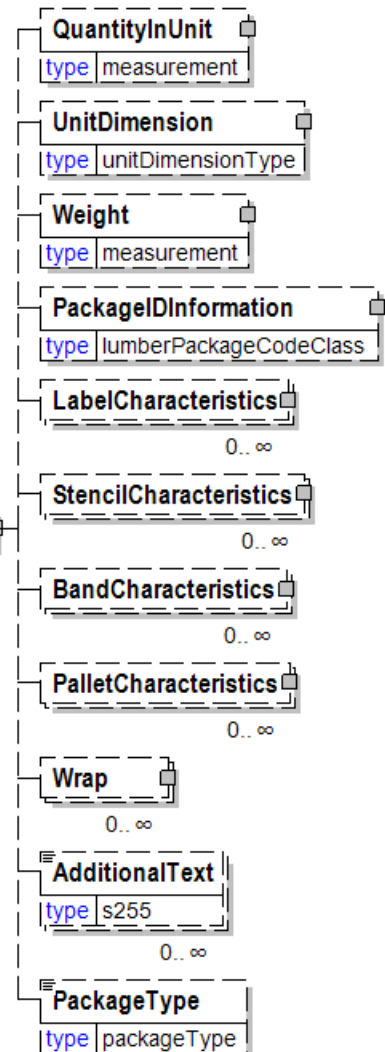 QuantityInUnit
type measurement
UnitDimension
type unitDimensionType
Weight
type measurement
PackageIDInformation
type lumberPackageCodeClass
LabelCharacteristics
0.. ∞
StencilCharacteristics
0.. ∞
BandCharacteristics
0.. ∞
PalletCharacteristics
0.. ∞
Wrap
0.. ∞
AdditionalText
type s255
0.. ∞
PackageType
type packageType